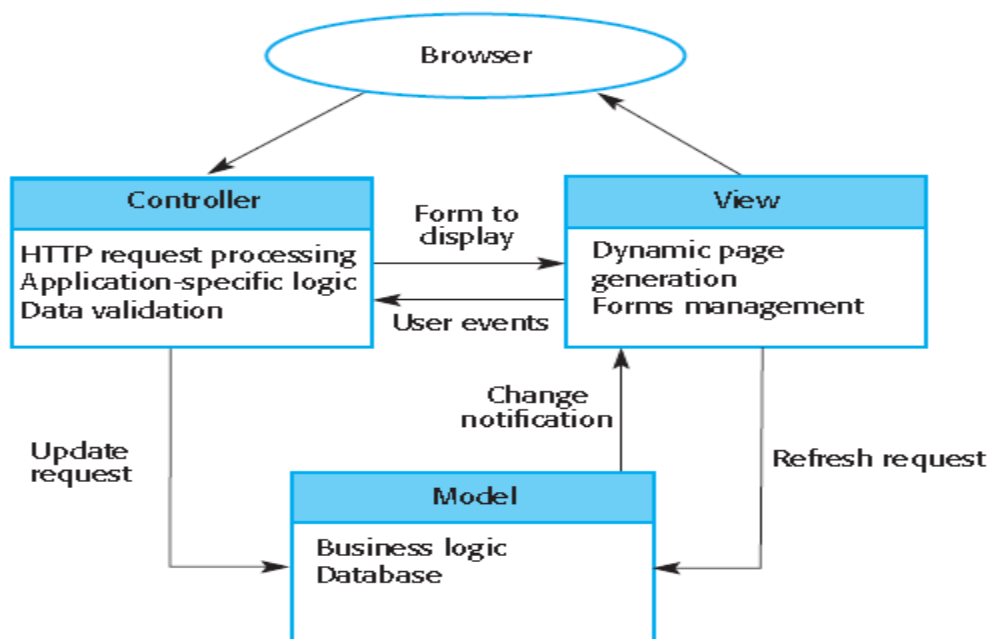 Browser
Controller
HTTP request processing
Application-specific logic
Data validation
Form to
display
User events
View
Dynamic page
generation
Forms management
Change
notification
Update
request
Refresh request
Model
Business logic
Database